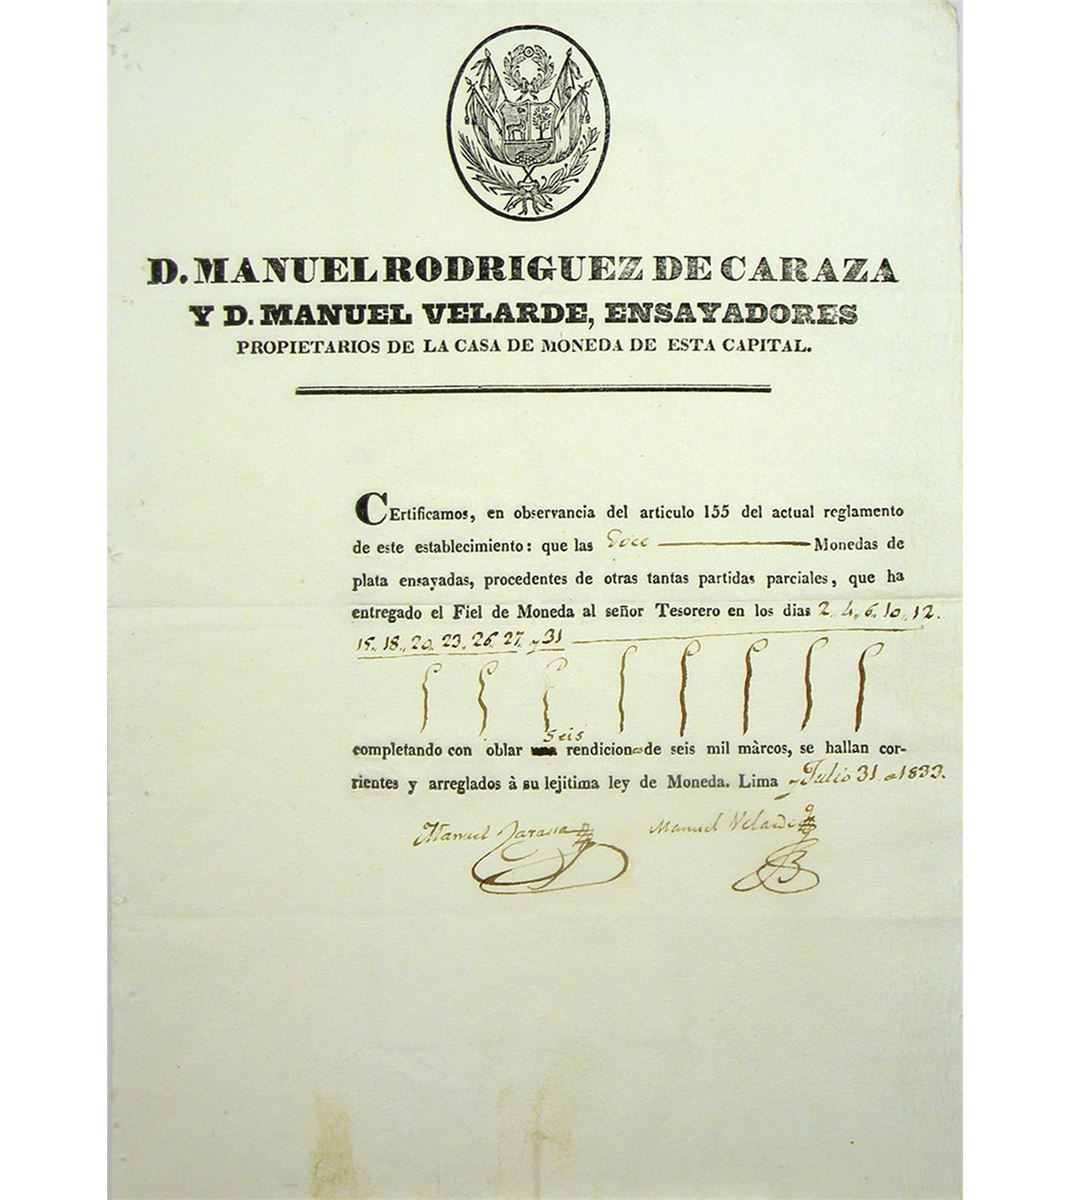 D. MANUEL RODRIGUEZ DE CARAZA
Y D. MANUEL VELARDE, ENSAYADORES
PROPIETARIOS DE LA CASA DE MONEDA DE ESTA CAPITAL.
CErtificamos, en observancia del articulo 155 del actual reglamento
de este establecimiento: que las Doce Monedas de
plata ensayadas, procedentes de otras tantas partidas parciales, que ha
entregado el Fiel de Moneda al señor Tesorero en los dias 2,, 4,, 6,, 10,, 12.
15,, 18,, 20,, 23,, 26,, 27,, y 31
seis
completando con oblar rendiciones de seis mil màrcos, se hallan cor-
rientes y arreglados à su lejitima ley de Moneda. Lima y Julio 31 a 1833.
Manuel Caraza Manuel Velarde